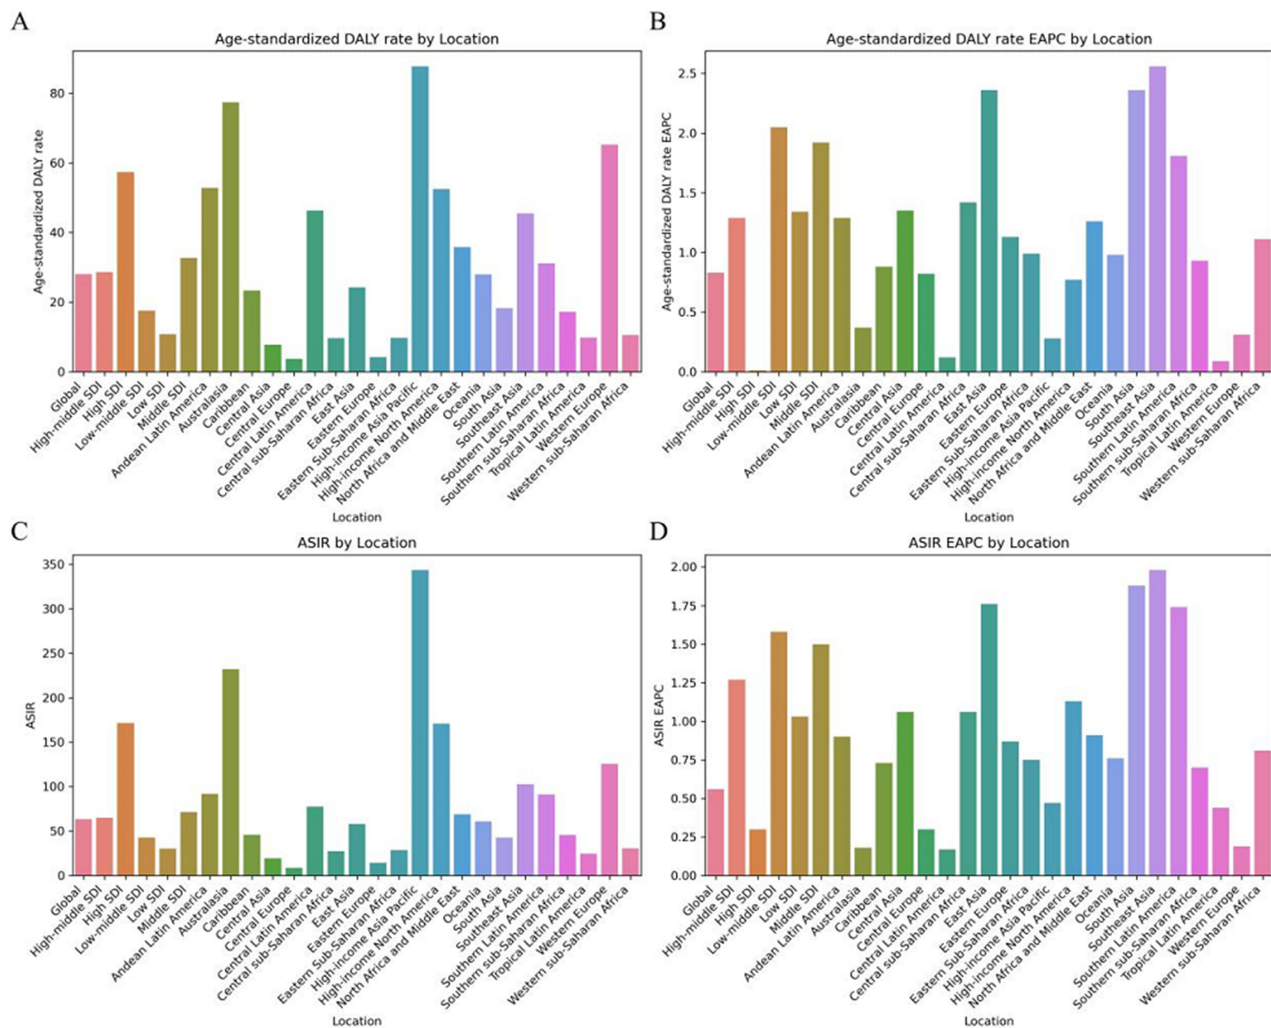 A
Age-standardized DALY rate by Location
Age-standardized DALY rate
80
60
40
20
0
Global
High-middle SDI
High SDI
Low-middle SDI
Low SDI
Middle SDI
Andean Latin America
Australasia
Caribbean
Central Asia
Central Europe
Central Latin America
Central sub-Saharan Africa
East Asia
Eastern Europe
Eastern Sub-Saharan Africa
High-income Asia Pacific
High-income North America
North Africa and Middle East
Oceania
South Asia
Southeast Asia
Southern Latin America
Southern sub-Saharan Africa
Tropical Latin America
Western Europe
Western sub-Saharan Africa
Location
B
Age-standardized DALY rate EAPC by Location
Age-standardized DALY rate EAPC
2.5
2.0
1.5
1.0
0.5
0.0
Global
High-middle SDI
High SDI
Low-middle SDI
Low SDI
Middle SDI
Andean Latin America
Australasia
Caribbean
Central Asia
Central Europe
Central Latin America
Central sub-Saharan Africa
East Asia
Eastern Europe
Eastern Sub-Saharan Africa
High-income Asia Pacific
High-income North America
North Africa and Middle East
Oceania
South Asia
Southeast Asia
Southern Latin America
Southern sub-Saharan Africa
Tropical Latin America
Western Europe
Western sub-Saharan Africa
Location
C
ASIR by Location
ASIR
350
300
250
200
150
100
50
0
Global
High-middle SDI
High SDI
Low-middle SDI
Low SDI
Middle SDI
Andean Latin America
Australasia
Caribbean
Central Asia
Central Europe
Central Latin America
Central sub-Saharan Africa
East Asia
Eastern Europe
Eastern Sub-Saharan Africa
High-income Asia Pacific
High-income North America
North Africa and Middle East
Oceania
South Asia
Southeast Asia
Southern Latin America
Southern sub-Saharan Africa
Tropical Latin America
Western Europe
Western sub-Saharan Africa
Location
D
ASIR EAPC by Location
ASIR EAPC
2.00
1.75
1.50
1.25
1.00
0.75
0.50
0.25
0.00
Global
High-middle SDI
High SDI
Low-middle SDI
Low SDI
Middle SDI
Andean Latin America
Australasia
Caribbean
Central Asia
Central Europe
Central Latin America
Central sub-Saharan Africa
East Asia
Eastern Europe
Eastern Sub-Saharan Africa
High-income Asia Pacific
High-income North America
North Africa and Middle East
Oceania
South Asia
Southeast Asia
Southern Latin America
Southern sub-Saharan Africa
Tropical Latin America
Western Europe
Western sub-Saharan Africa
Location